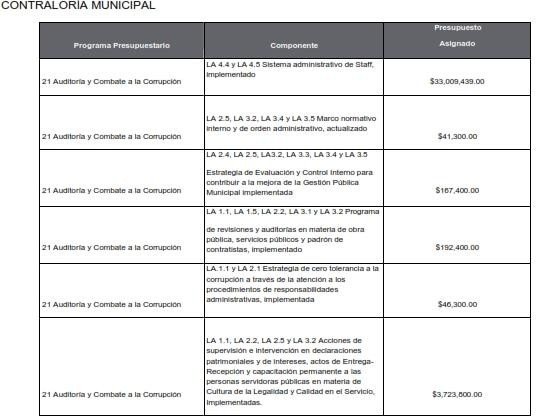 CONTRALORÍA MUNICIPAL
Programa Presupuestario
Componente
Presupuesto
Asignado
21 Auditoría y Combate a la Corrupción
LA 4.4 y LA 4.5 Sistema administrativo de Staff,
implementado
$33,009,439.00
21 Auditoría y Combate a la Corrupción
LA 2.5, LA 3.2, LA 3.4 y LA 3.5 Marco normativo
interno y de orden administrativo, actualizado
$41,300.00
21 Auditoría y Combate a la Corrupción
LA 2.4, LA 2.5, LA3.2, LA 3.3, LA 3.4 y LA 3.5
Estrategia de Evaluación y Control Interno para
contribuir a la mejora de la Gestión Pública
Municipal implementada
$167,400.00
21 Auditoría y Combate a la Corrupción
LA 1.1, LA 1.5, LA 2.2, LA 3.1 y LA 3.2 Programa
de revisiones y auditorías en materia de obra
pública, servicios públicos y padrón de
contratistas, implementado
$192,400.00
21 Auditoría y Combate a la Corrupción
LA.1.1 y LA 2.1 Estrategia de cero tolerancia a la
corrupción a través de la atención a los
procedimientos de responsabilidades
administrativas, implementada
$46,300.00
21 Auditoría y Combate a la Corrupción
LA 1.1, LA 2.2, LA 2.5 y LA 3.2 Acciones de
supervisión e intervención en declaraciones
patrimoniales y de intereses, actos de Entrega-
Recepción y capacitación permanente a las
personas servidoras públicas en materia de
Cultura de la Legalidad y Calidad en el Servicio,
Implementadas.
$3,723,600.00